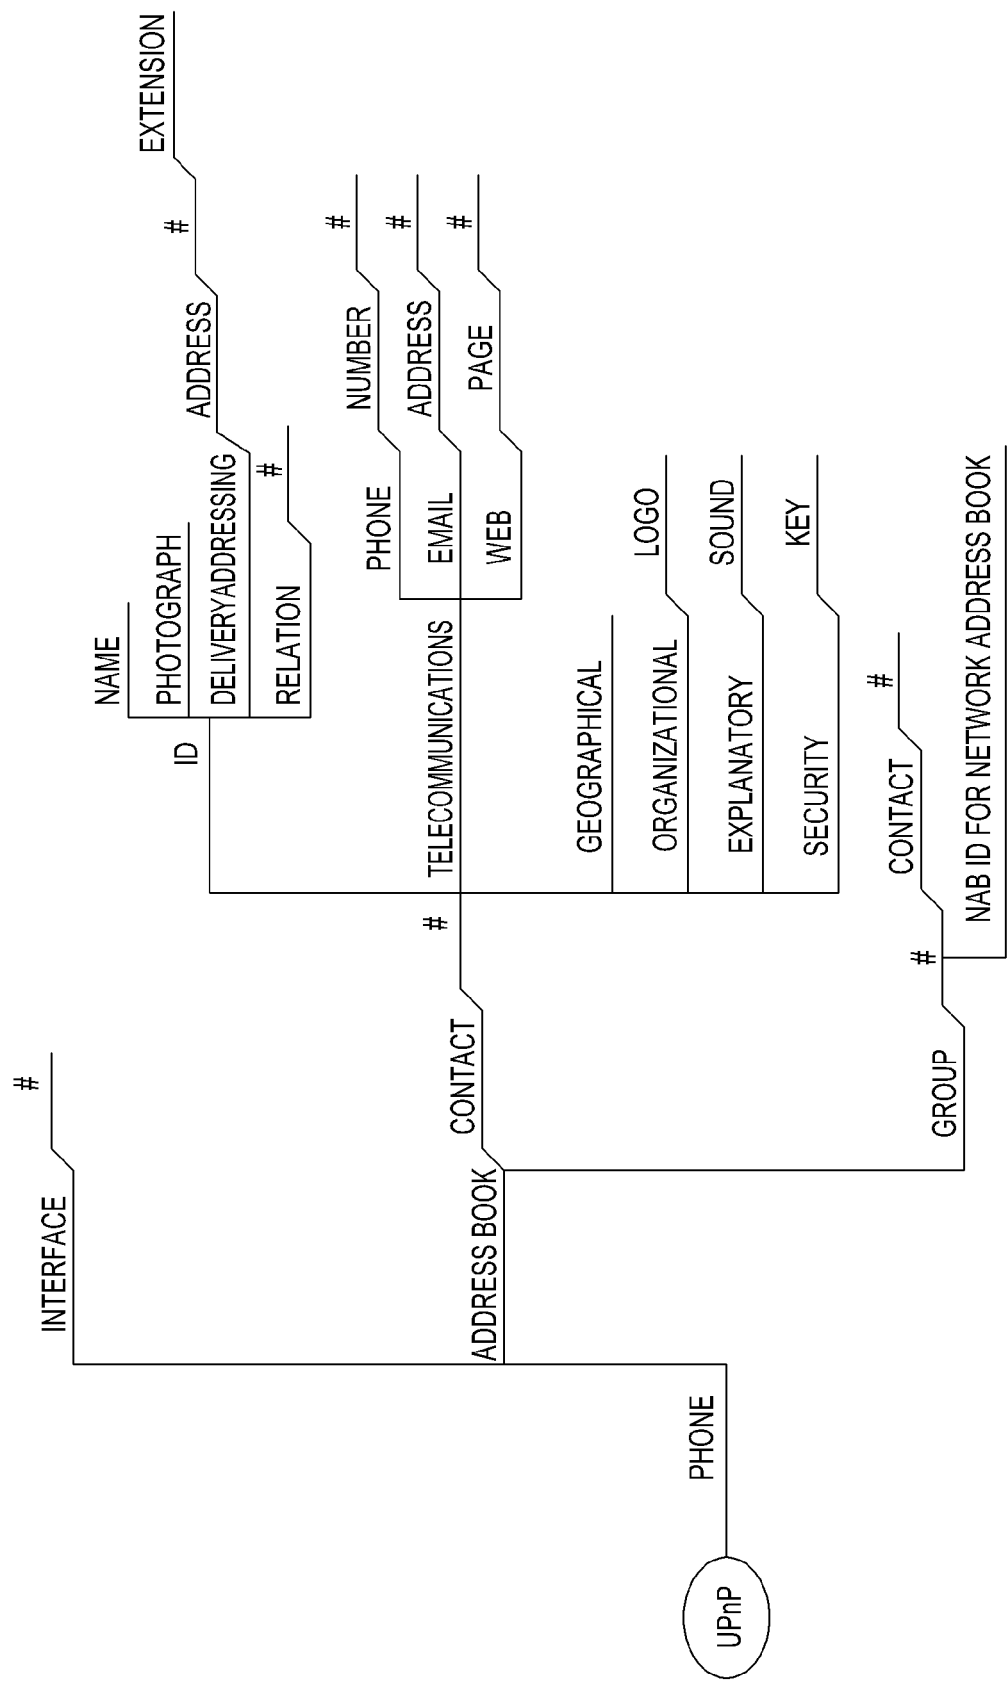 UPnP
PHONE
INTERFACE
#
ADDRESS BOOK
CONTACT
#
ID
NAME
PHOTOGRAPH
DELIVERYADDRESSING
ADDRESS
#
EXTENSION
RELATION
#
TELECOMMUNICATIONS
PHONE
NUMBER
#
EMAIL
ADDRESS
#
WEB
PAGE
#
GEOGRAPHICAL
ORGANIZATIONAL
LOGO
EXPLANATORY
SOUND
SECURITY
KEY
GROUP
#
CONTACT
#
NAB ID FOR NETWORK ADDRESS BOOK